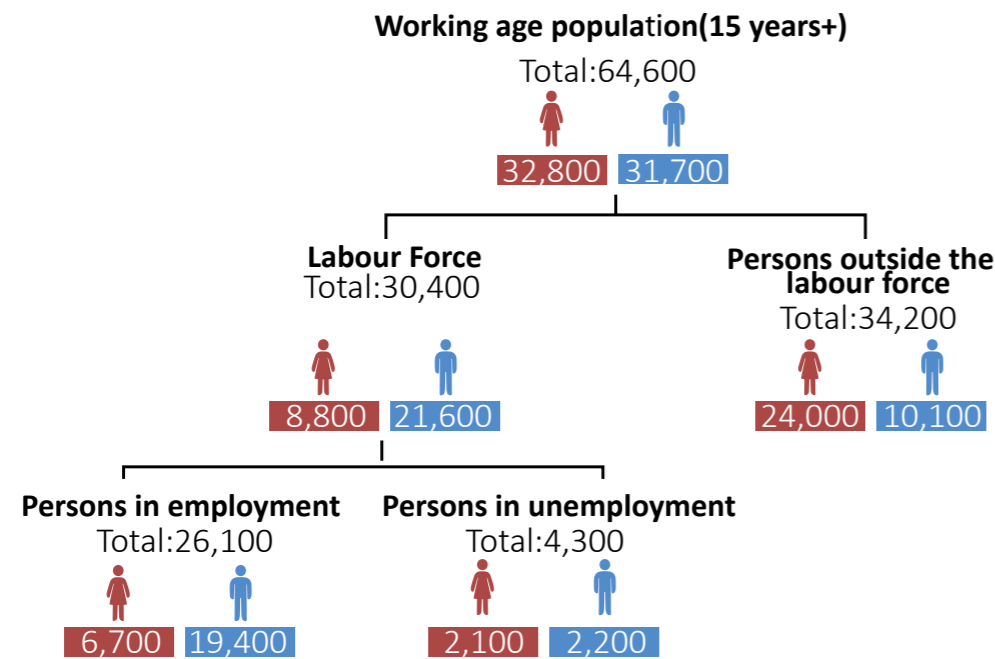 Working age population(15 years+)
Total:64,600
32,800 31,700
Labour Force
Total:30,400
8,800 21,600
Persons outside the
labour force
Total:34,200
24,000 10,100
Persons in employment
Total:26,100
6,700 19,400
Persons in unemployment
Total:4,300
2,100 2,200